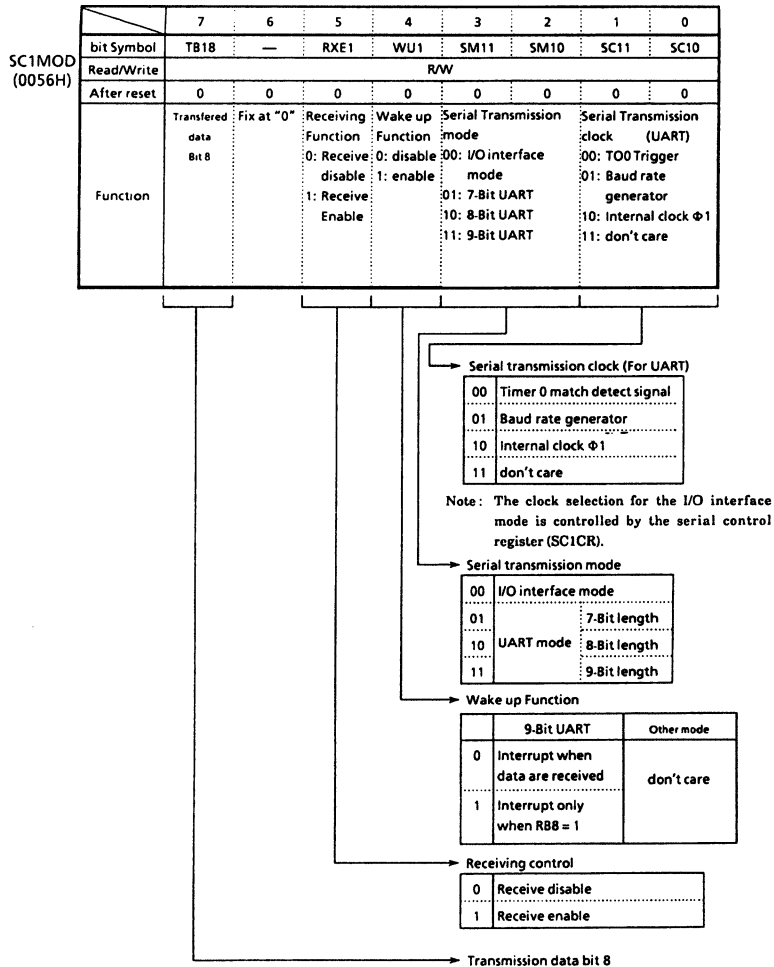 7 6 5 4 3 2 1 0
SC1MOD
(0056H)
bit Symbol TB18 — RXE1 WU1 SM11 SM10 SC11 SC10
Read/Write R/W
After reset 0 0 0 0 0 0 0 0
Function
Transfered
data
Bit 8
Fix at "0"
Receiving
Function
0: Receive
disable
1: Receive
Enable
Wake up
Function
0: disable
1: enable
Serial Transmission
mode
00: I/O interface
mode
01: 7-Bit UART
10: 8-Bit UART
11: 9-Bit UART
Serial Transmission
clock (UART)
00: TO0 Trigger
01: Baud rate
generator
10: Internal clock Φ1
11: don't care
Serial transmission clock (For UART)
00 Timer 0 match detect signal
01 Baud rate generator
10 Internal clock Φ1
11 don't care
Note: The clock selection for the I/O interface
mode is controlled by the serial control
register (SC1CR).
Serial transmission mode
00 I/O interface mode
01 7-Bit length
10 UART mode 8-Bit length
11 9-Bit length
Wake up Function
9-Bit UART Other mode
0 Interrupt when
data are received
don't care
1 Interrupt only
when RB8 = 1
Receiving control
0 Receive disable
1 Receive enable
Transmission data bit 8